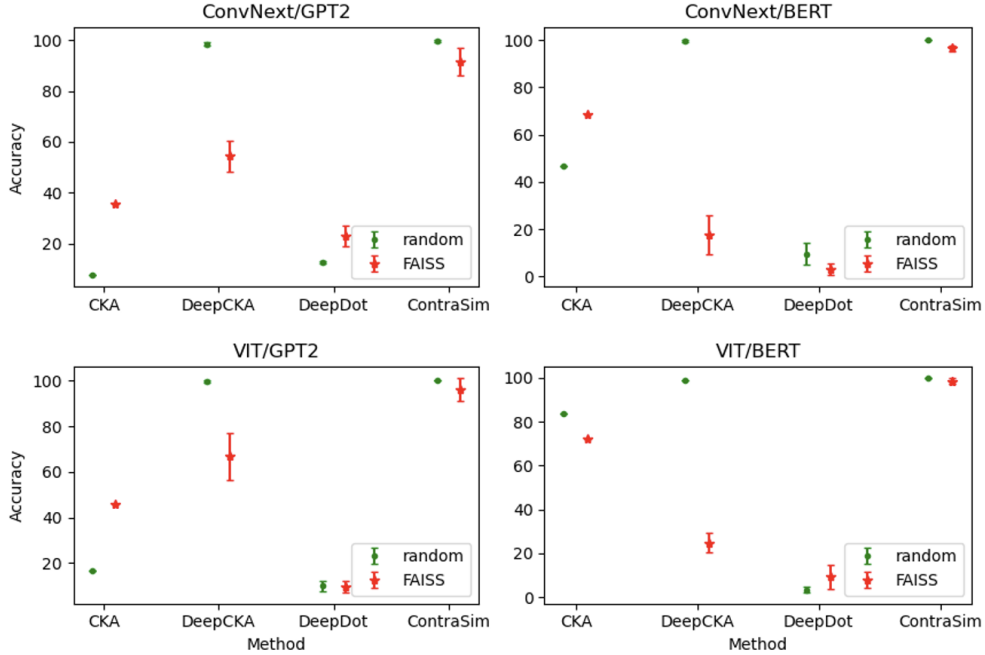 ConvNext/GPT2
ConvNext/BERT
100
80
60
40
20
Accuracy
random
FAISS
CKA
DeepCKA
DeepDot
ContraSim
100
80
60
40
20
0
random
FAISS
CKA
DeepCKA
DeepDot
ContraSim
VIT/GPT2
VIT/BERT
100
80
60
40
20
Accuracy
random
FAISS
CKA
DeepCKA
DeepDot
ContraSim
Method
100
80
60
40
20
0
random
FAISS
CKA
DeepCKA
DeepDot
ContraSim
Method